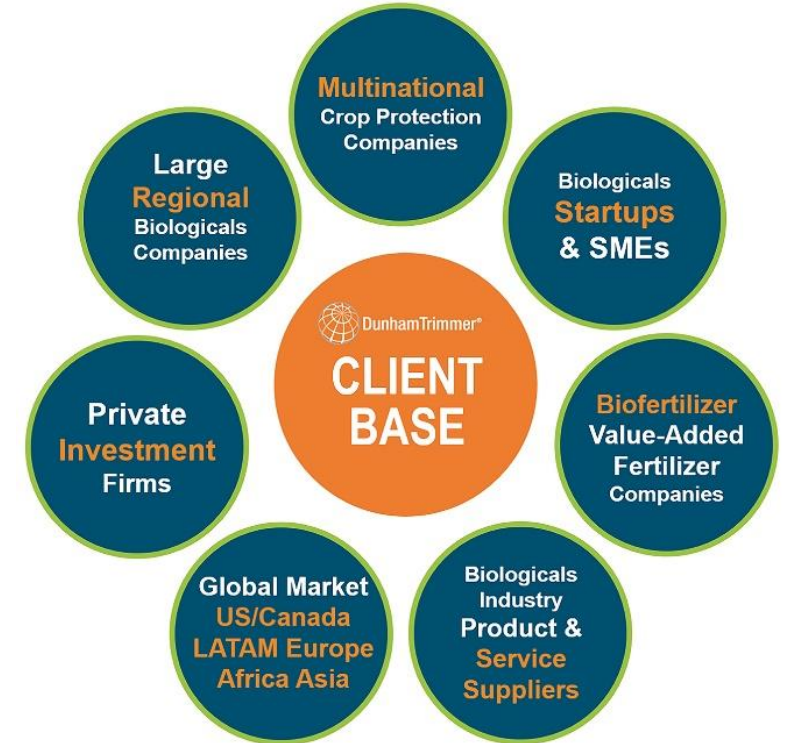 Multinational
Crop Protection
Companies
Biologicals
Startups
& SMEs
Biofertilizer
Value-Added
Fertilizer
Companies
Biologicals
Industry
Product &
Service
Suppliers
Global Market
US/Canada
LATAM Europe
Africa Asia
Private
Investment
Firms
Large
Regional
Biologicals
Companies
DunhamTrimmer®
CLIENT
BASE